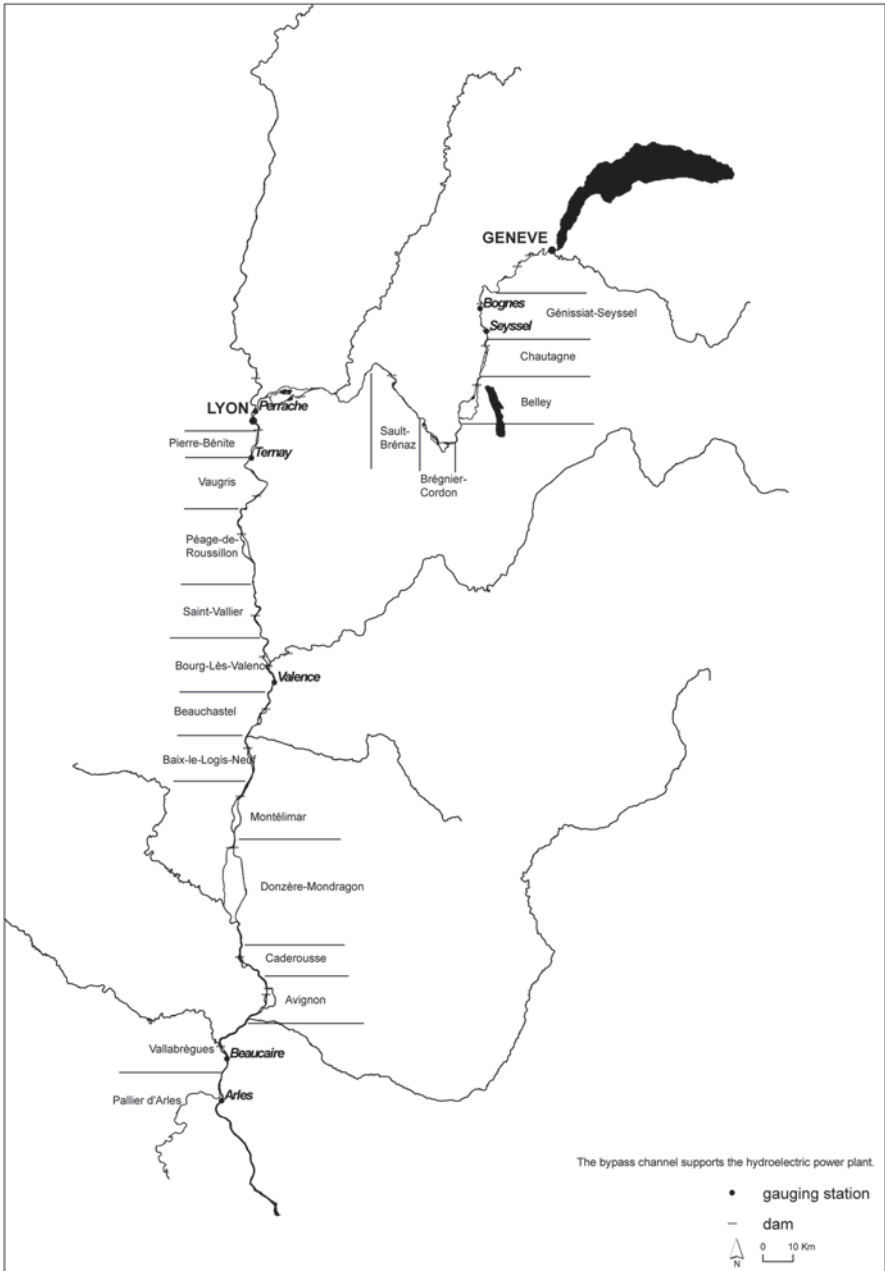 GENEVE
Bognes
Génissiat-Seyssel
Seyssel
Chautagne
Belley
LYON
Perrache
Pierre-Bénite
Ternay
Sault-
Brénaz
Brégnier-
Cordon
Vaugris
Péage-de-
Roussillon
Saint-Vallier
Bourg-Lès-Valence
Valence
Beauchastel
Baix-le-Logis-Neuf
Montélimar
Donzère-Mondragon
Caderousse
Avignon
Vallabrègues
Beaucaire
Pallier d'Arles
Arles
The bypass channel supports the hydroelectric power plant.
gauging station
dam
0 10 Km
N